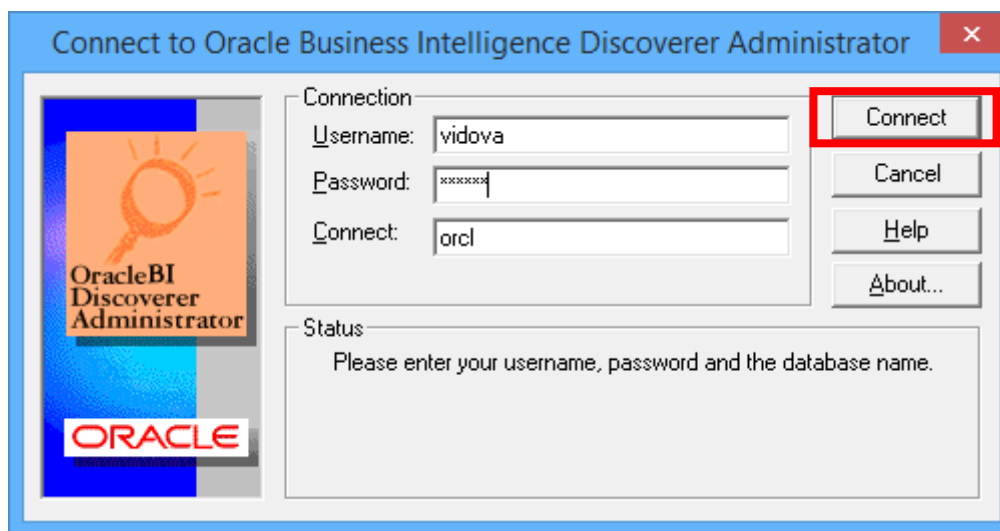 Connect to Oracle Business Intelligence Discoverer Administrator
×
OracleBI
Discoverer
Administrator
ORACLE
Connection
Username: vidova
Password: ******
Connect: orcl
Connect
Cancel
Help
About...
Status
Please enter your username, password and the database name.